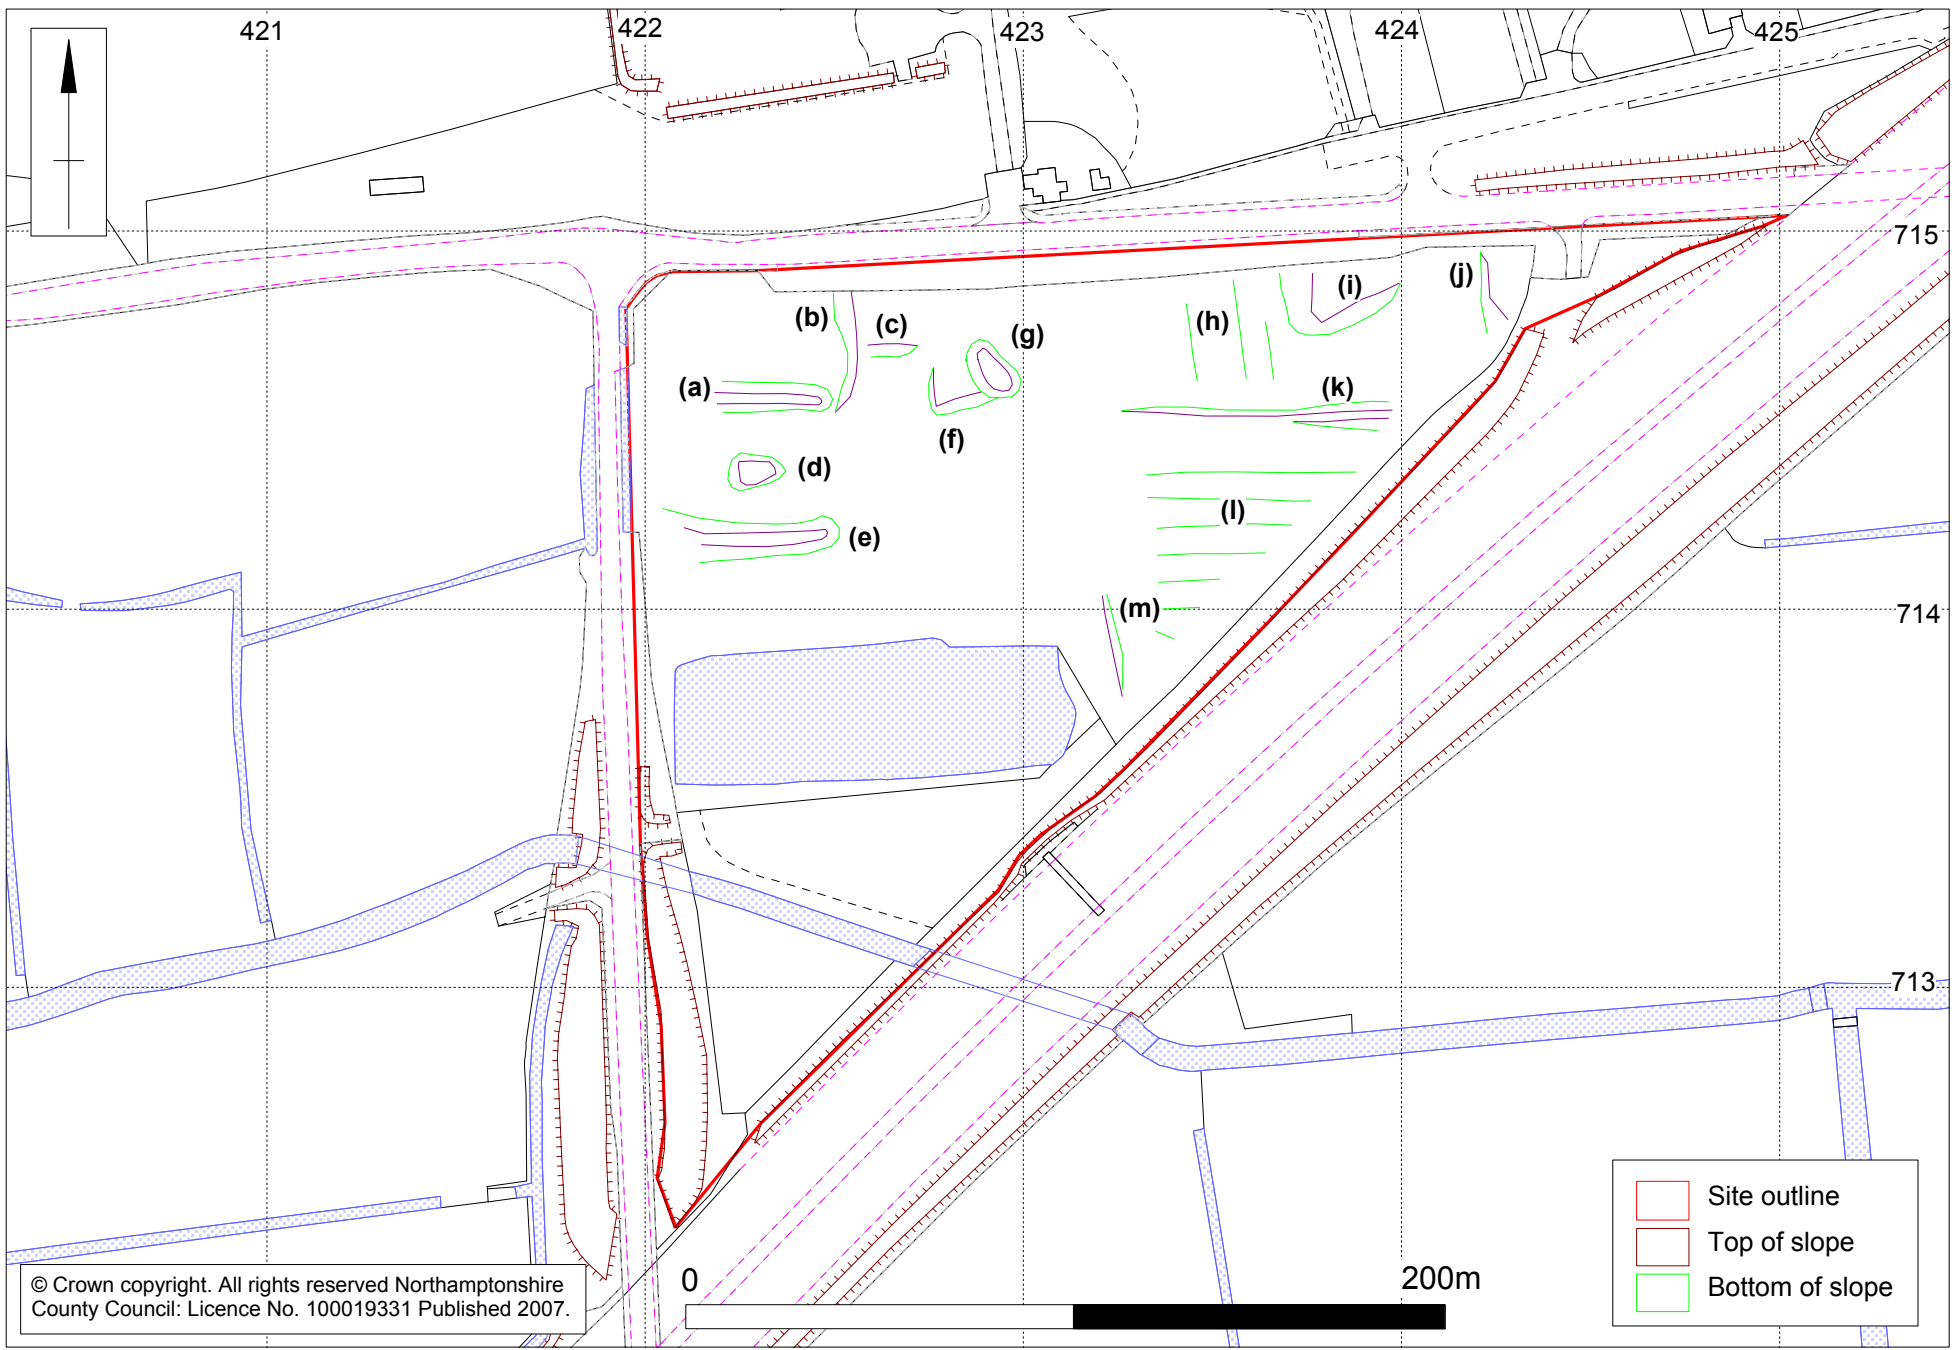 421 422 423 424 425
715
(b) (c) (g) (h) (i) (j)
(a) (f) (k)
(d)
(e) (l)
(m)
714
713
0 200m
© Crown copyright. All rights reserved Northamptonshire
County Council: Licence No. 100019331 Published 2007.
Site outline
Top of slope
Bottom of slope